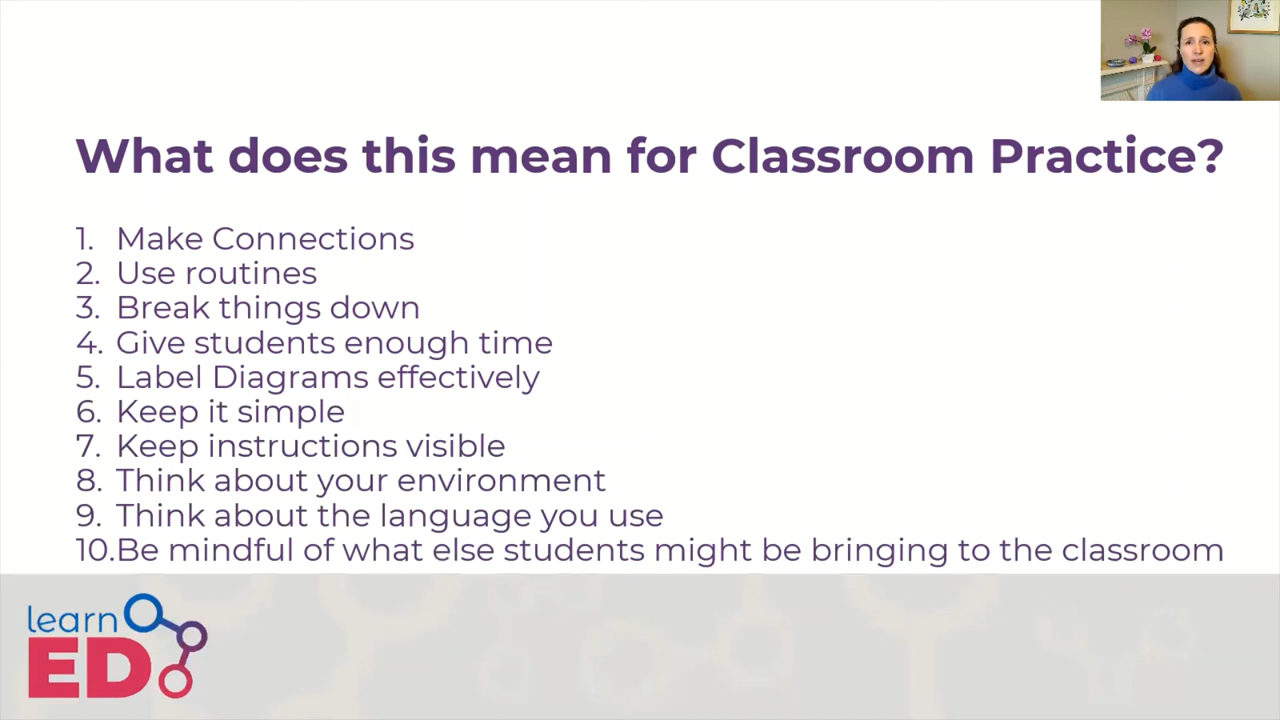 What does this mean for Classroom Practice?
1. Make Connections
2. Use routines
3. Break things down
4. Give students enough time
5. Label Diagrams effectively
6. Keep it simple
7. Keep instructions visible
8. Think about your environment
9. Think about the language you use
10.Be mindful of what else students might be bringing to the classroom
learn
ED